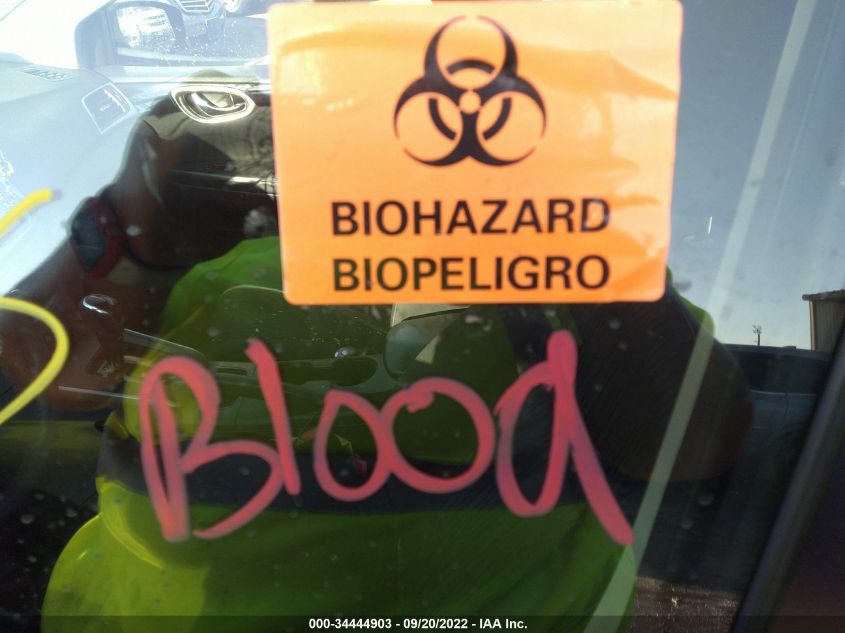 BIOHAZARD
BIOPELIGRO
Blood
000-34444903 - 09/20/2022 - IAA Inc.